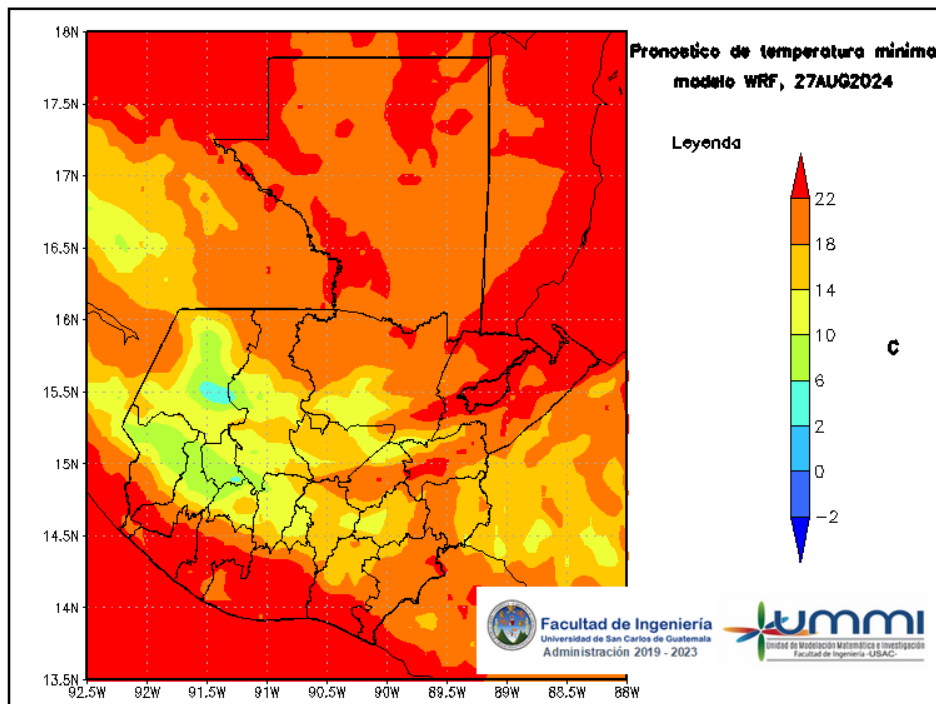 Pronostico de temperatura minima
modelo WRF, 27AUG2024
Leyenda
22
18
14
10
6
2
0
-2
C
18N
17.5N
17N
16.5N
16N
15.5N
15N
14.5N
14N
13.5N
92.5W 92W 91.5W 91W 90.5W 90W 89.5W 89W 88.5W 88W
Facultad de Ingeniería
Universidad de San Carlos de Guatemala
Administración 2019 - 2023
ummi
Unidad de Modelación Matemática e Investigación
Facultad de Ingeniería -USAC-